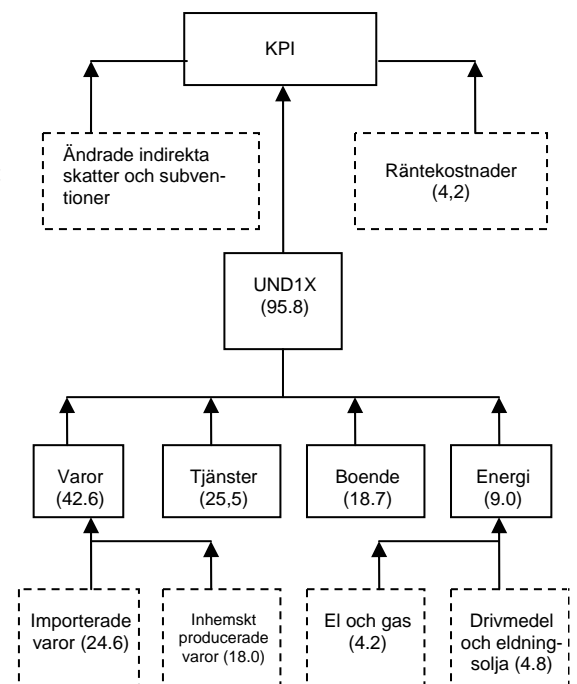 KPI
Ändrade indirekta
skatter och subven-
tioner
Räntekostnader
(4,2)
UND1X
(95.8)
Varor
(42.6)
Tjänster
(25,5)
Boende
(18.7)
Energi
(9.0)
Importerade
varor (24.6)
Inhemskt
producerade
varor (18.0)
El och gas
(4.2)
Drivmedel
och eldning-
solja (4.8)